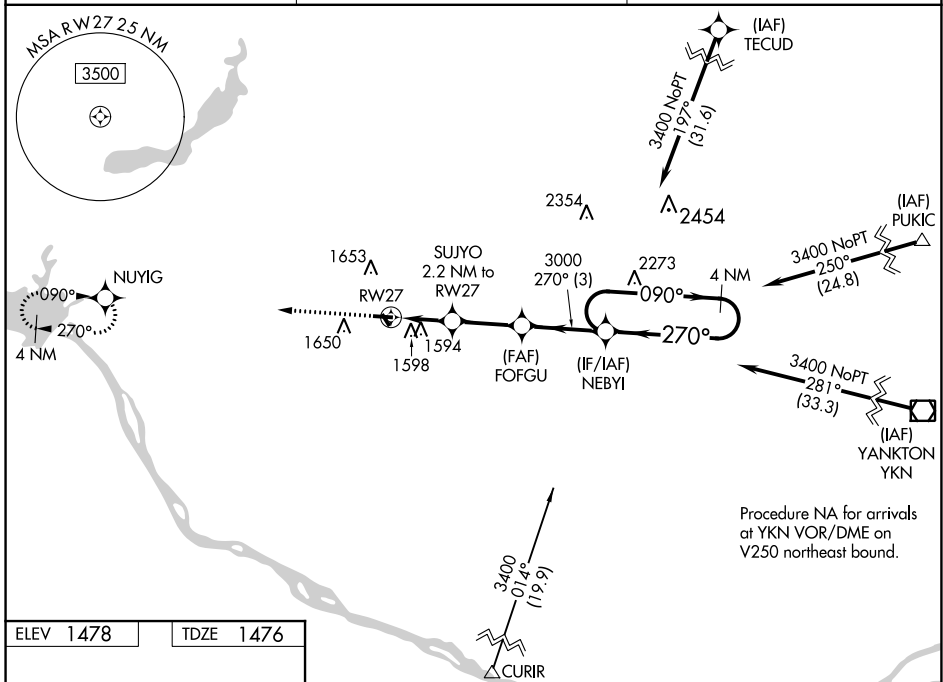 MSA RW27 25 NM
3500
(IAF)
TECUD
3400 NoPT
197°
(31.6)
2354
2454
(IAF)
PUKIC
3400 NoPT
250°
(24.8)
NUYIG
090°
270°
4 NM
1653
SUJYO
2.2 NM to
RW27
3000
270° (3)
2273
4 NM
090°
270°
RW27
1650
1598
1594
(FAF)
FOFGU
(IF/IAF)
NEBYI
3400 NoPT
281°
(33.3)
(IAF)
YANKTON
YKN
Procedure NA for arrivals
at YKN VOR/DME on
V250 northeast bound.
3400
014°
(19.9)
CURIR
ELEV 1478
TDZE 1476